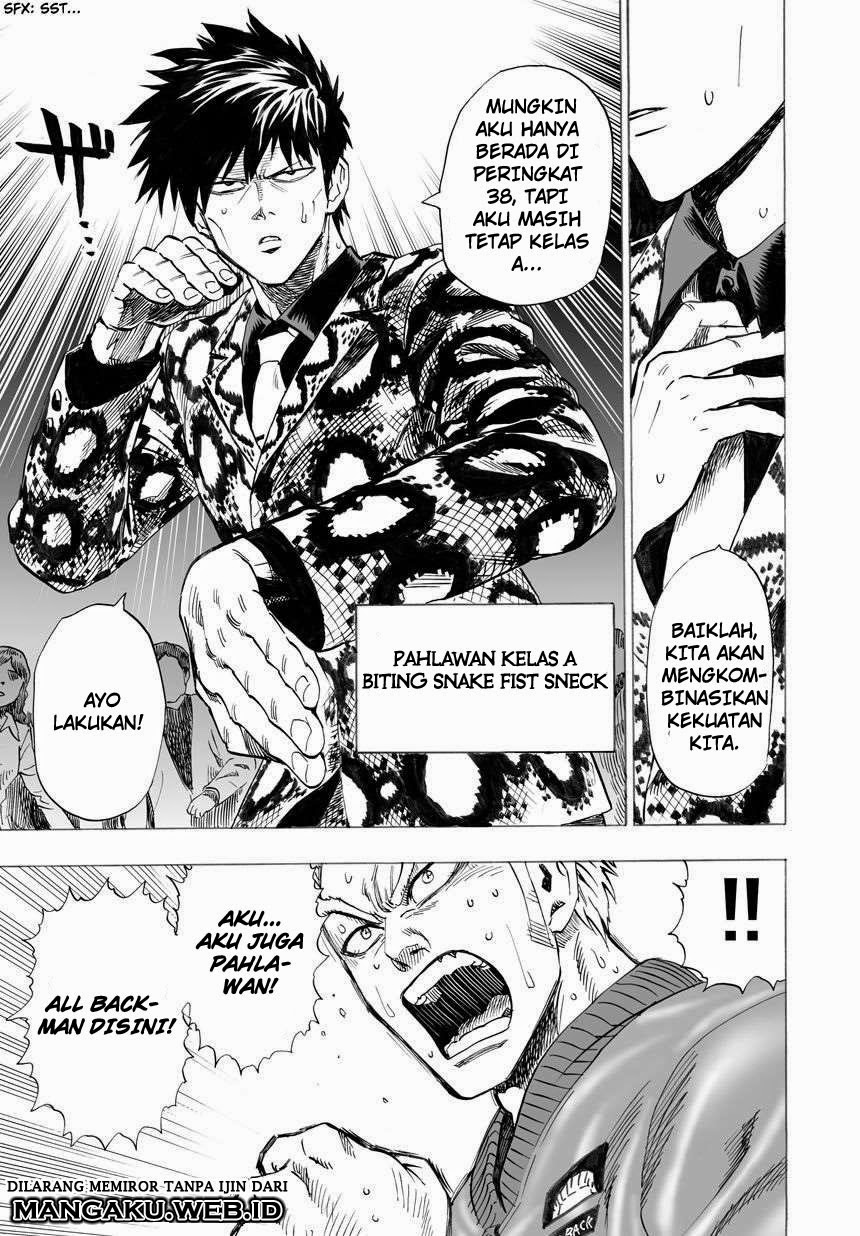 SFX: SST...
BAIKLAH,
KITA AKAN
MENGKOM-
BINASIKAN
KEKUATAN
KITA.
MUNGKIN
AKU HANYA
BERADA DI
PERINGKAT
38, TAPI
AKU MASIH
TETAP KELAS
A...
ザッ
PAHLAWAN KELAS A
BITING SNAKE FIST SNECK
AYO
LAKUKAN!
!!
AKU...
AKU JUGA
PAHLA-
WAN!
ALL BACK-
MAN DISINI!
BACK
DILARANG MEMIROR TANPA IJIN DARI
MANGAKU.WEB.ID